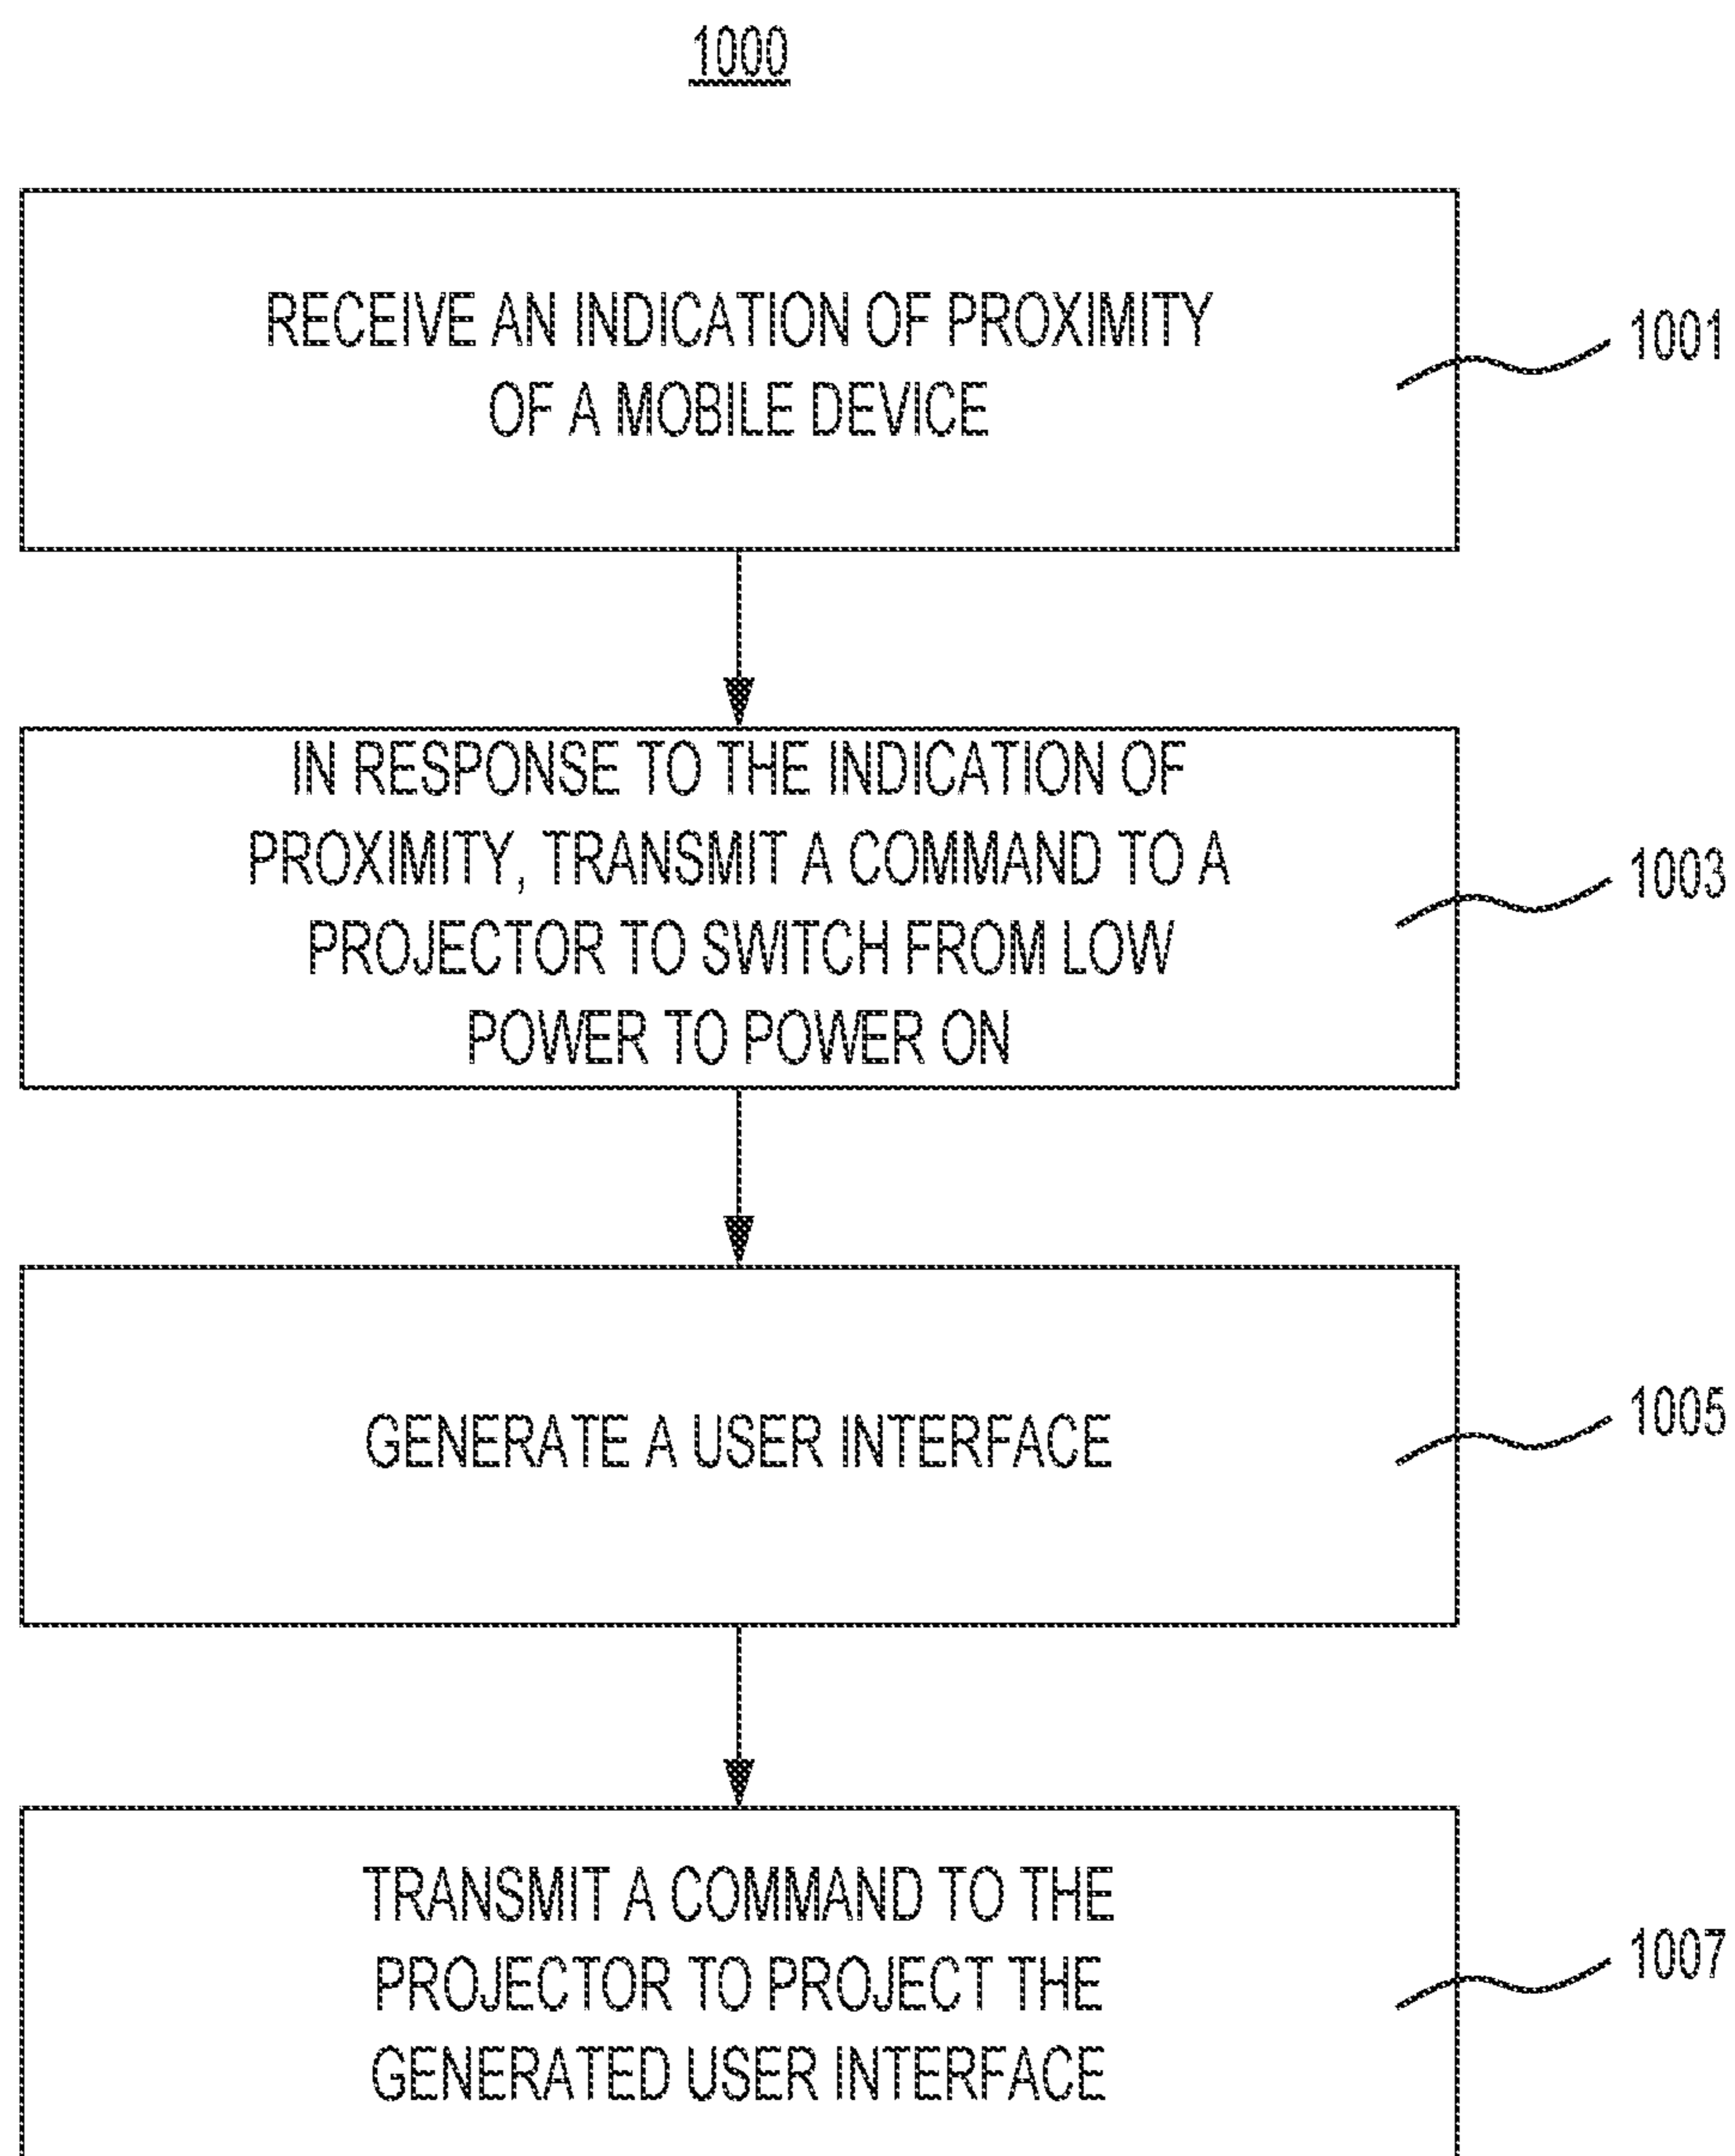 1000
RECEIVE AN INDICATION OF PROXIMITY
OF A MOBILE DEVICE
1001
IN RESPONSE TO THE INDICATION OF
PROXIMITY, TRANSMIT A COMMAND TO A
PROJECTOR TO SWITCH FROM LOW
POWER TO POWER ON
1003
GENERATE A USER INTERFACE
1005
TRANSMIT A COMMAND TO THE
PROJECTOR TO PROJECT THE
GENERATED USER INTERFACE
1007